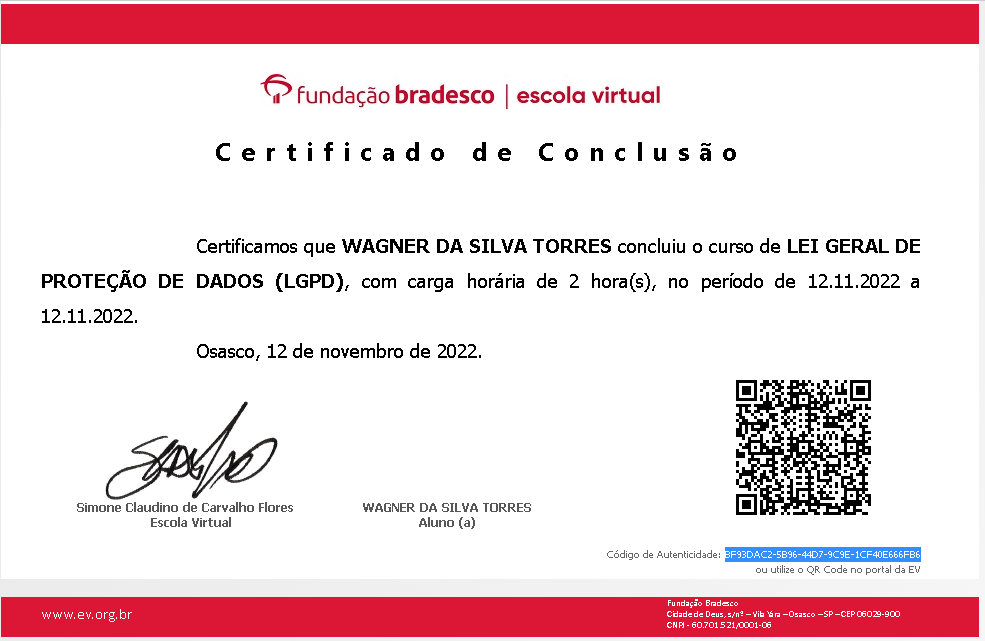 fundação bradesco | escola virtual
Certificado de Conclusão
Certificamos que WAGNER DA SILVA TORRES concluiu o curso de LEI GERAL DE
PROTEÇÃO DE DADOS (LGPD), com carga horária de 2 hora(s), no período de 12.11.2022 a
12.11.2022.
Osasco, 12 de novembro de 2022.
Simone Claudino de Carvalho Flores
Escola Virtual
WAGNER DA SILVA TORRES
Aluno (a)
Código de Autenticidade: BF93DAC2-5B96-44D7-9C9E-1CF40E666FB6
ou utilize o QR Code no portal da EV
www.ev.org.br
Fundação Bradesco
Cidade de Deus, s/nº – Vila Yara – Osasco – SP – CEP 06029-900
CNPJ - 60.701.521/0001-06